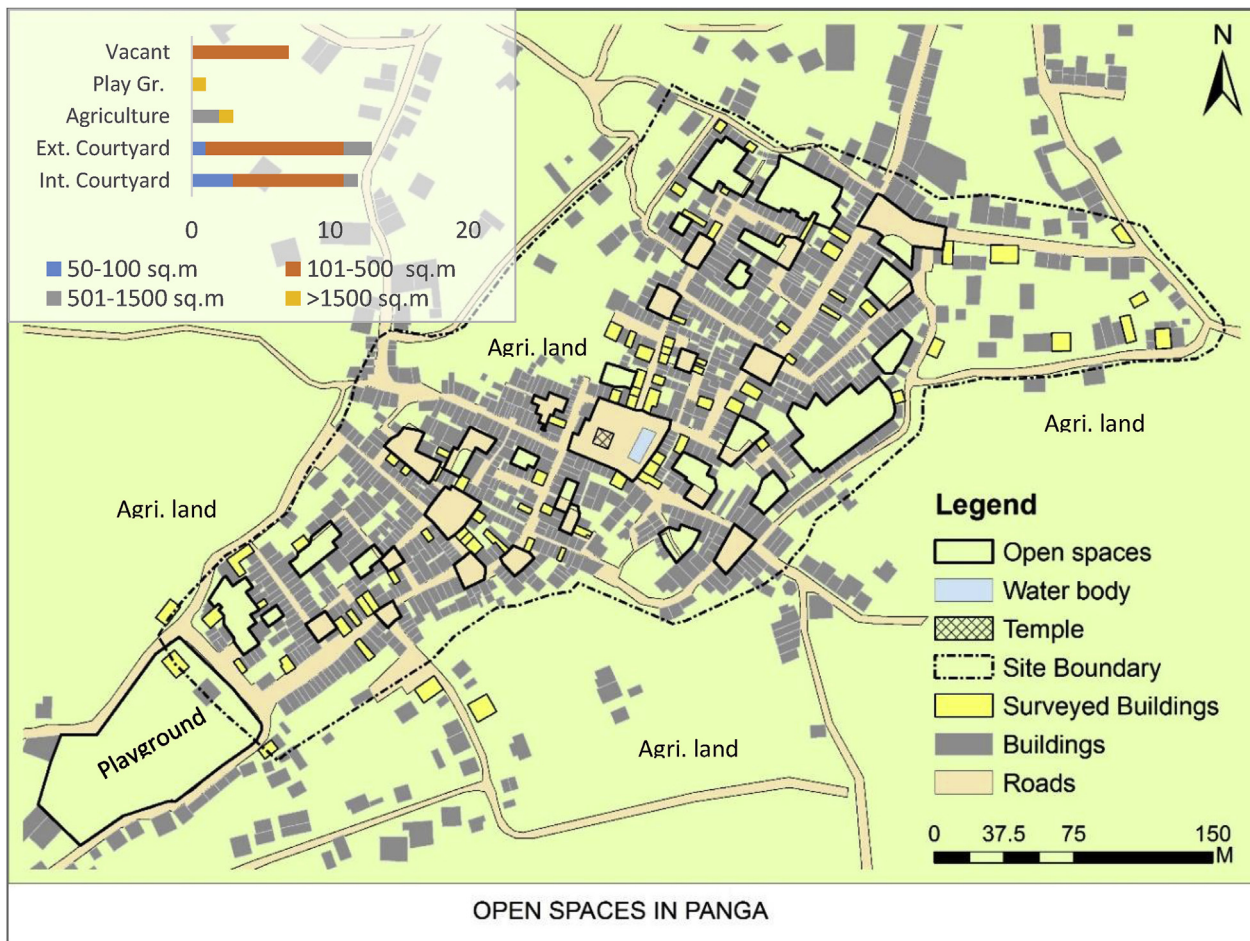 Vacant
Play Gr.
Agriculture
Ext. Courtyard
Int. Courtyard
0 10 20
50-100 sq.m 101-500 sq.m
501-1500 sq.m >1500 sq.m
N
Agri. land
Agri. land
Agri. land
Playground
Agri. land
Legend
Open spaces
Water body
Temple
Site Boundary
Surveyed Buildings
Buildings
Roads
0 37.5 75 150
M
OPEN SPACES IN PANGA